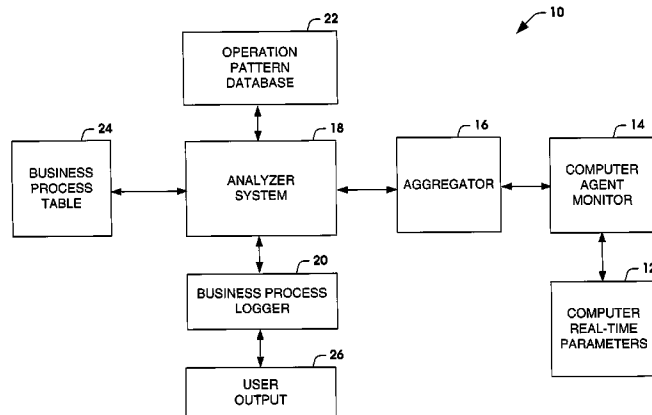 10
22
OPERATION
PATTERN
DATABASE
24
BUSINESS
PROCESS
TABLE
18
ANALYZER
SYSTEM
16
AGGREGATOR
14
COMPUTER
AGENT
MONITOR
20
BUSINESS PROCESS
LOGGER
12
COMPUTER
REAL-TIME
PARAMETERS
26
USER
OUTPUT